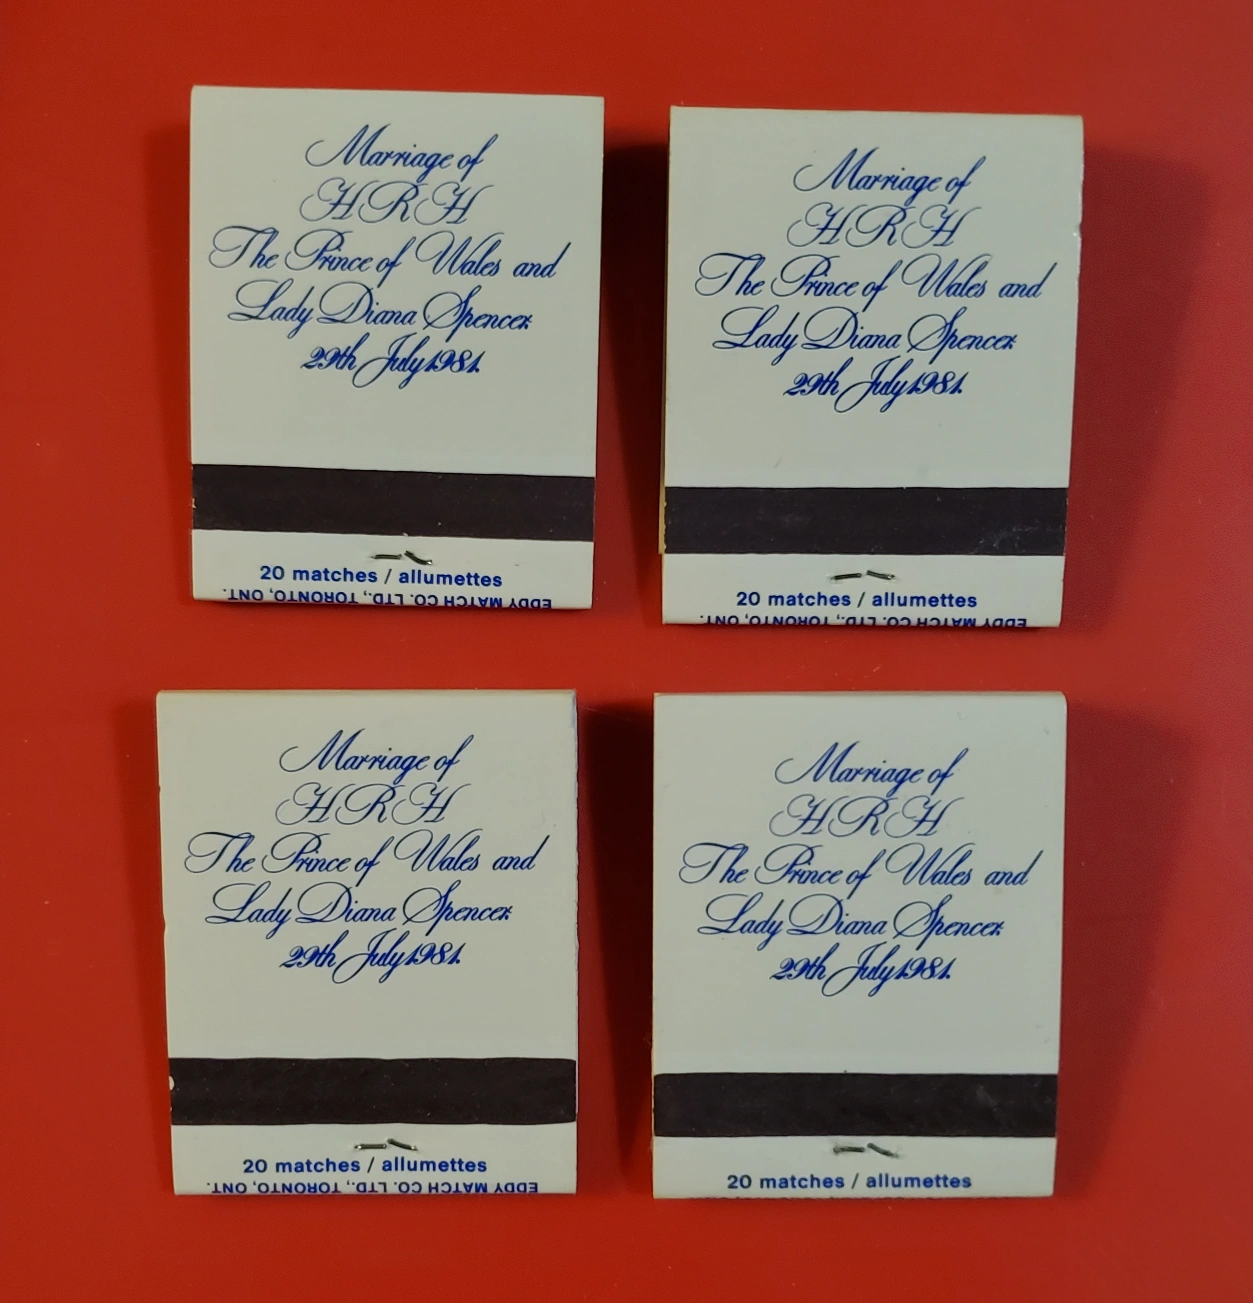 Marriage of
HRH
The Prince of Wales and
Lady Diana Spencer
29th July 1981.
20 matches / allumettes
EDDY MATCH CO. LTD., TORONTO, ONT.
Marriage of
HRH
The Prince of Wales and
Lady Diana Spencer
29th July 1981.
20 matches / allumettes
EDDY MATCH CO. LTD., TORONTO, ONT.
Marriage of
HRH
The Prince of Wales and
Lady Diana Spencer
29th July 1981.
20 matches / allumettes
EDDY MATCH CO. LTD., TORONTO, ONT.
Marriage of
HRH
The Prince of Wales and
Lady Diana Spencer
29th July 1981.
20 matches / allumettes